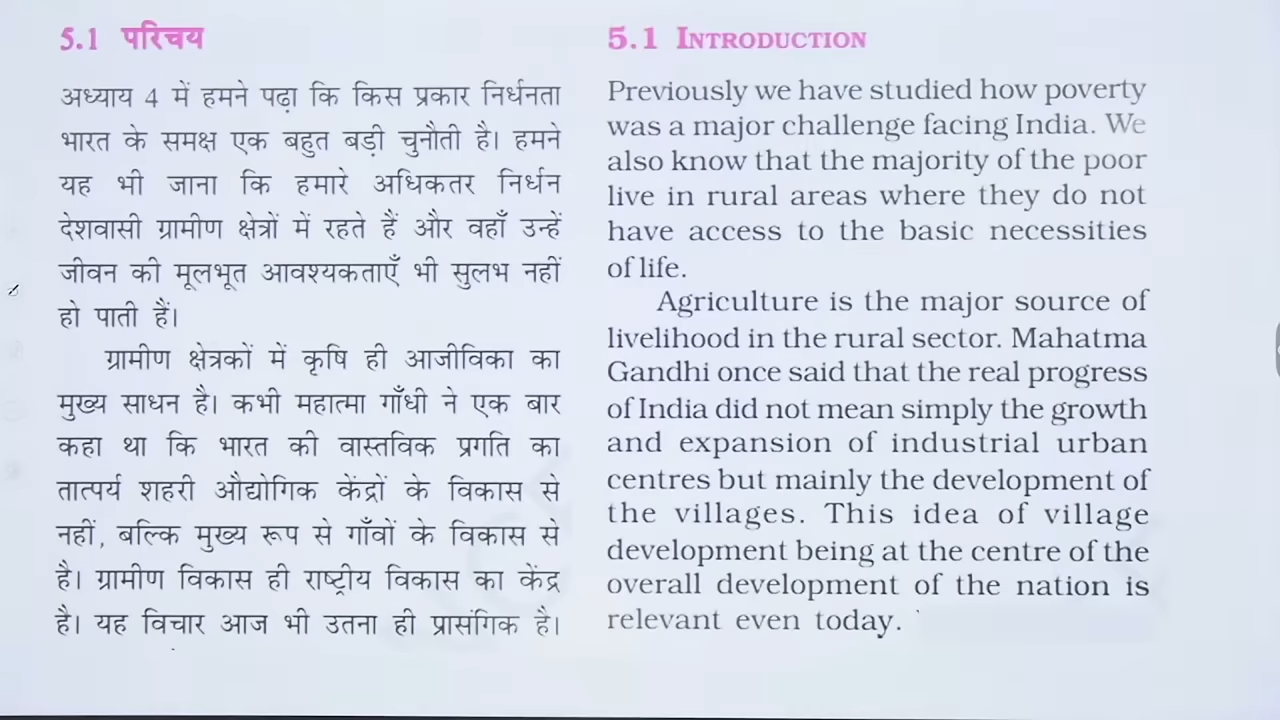 5.1 परिचय
अध्याय 4 में हमने पढ़ा कि किस प्रकार निर्धनता
भारत के समक्ष एक बहुत बड़ी चुनौती है। हमने
यह भी जाना कि हमारे अधिकतर निर्धन
देशवासी ग्रामीण क्षेत्रों में रहते हैं और वहाँ उन्हें
जीवन की मूलभूत आवश्यकताएँ भी सुलभ नहीं
हो पाती हैं।
ग्रामीण क्षेत्रकों में कृषि ही आजीविका का
मुख्य साधन है। कभी महात्मा गाँधी ने एक बार
कहा था कि भारत की वास्तविक प्रगति का
तात्पर्य शहरी औद्योगिक केंद्रों के विकास से
नहीं, बल्कि मुख्य रूप से गाँवों के विकास से
है। ग्रामीण विकास ही राष्ट्रीय विकास का केंद्र
है। यह विचार आज भी उतना ही प्रासंगिक है।
5.1 INTRODUCTION
Previously we have studied how poverty
was a major challenge facing India. We
also know that the majority of the poor
live in rural areas where they do not
have access to the basic necessities
of life.
Agriculture is the major source of
livelihood in the rural sector. Mahatma
Gandhi once said that the real progress
of India did not mean simply the growth
and expansion of industrial urban
centres but mainly the development of
the villages. This idea of village
development being at the centre of the
overall development of the nation is
relevant even today.